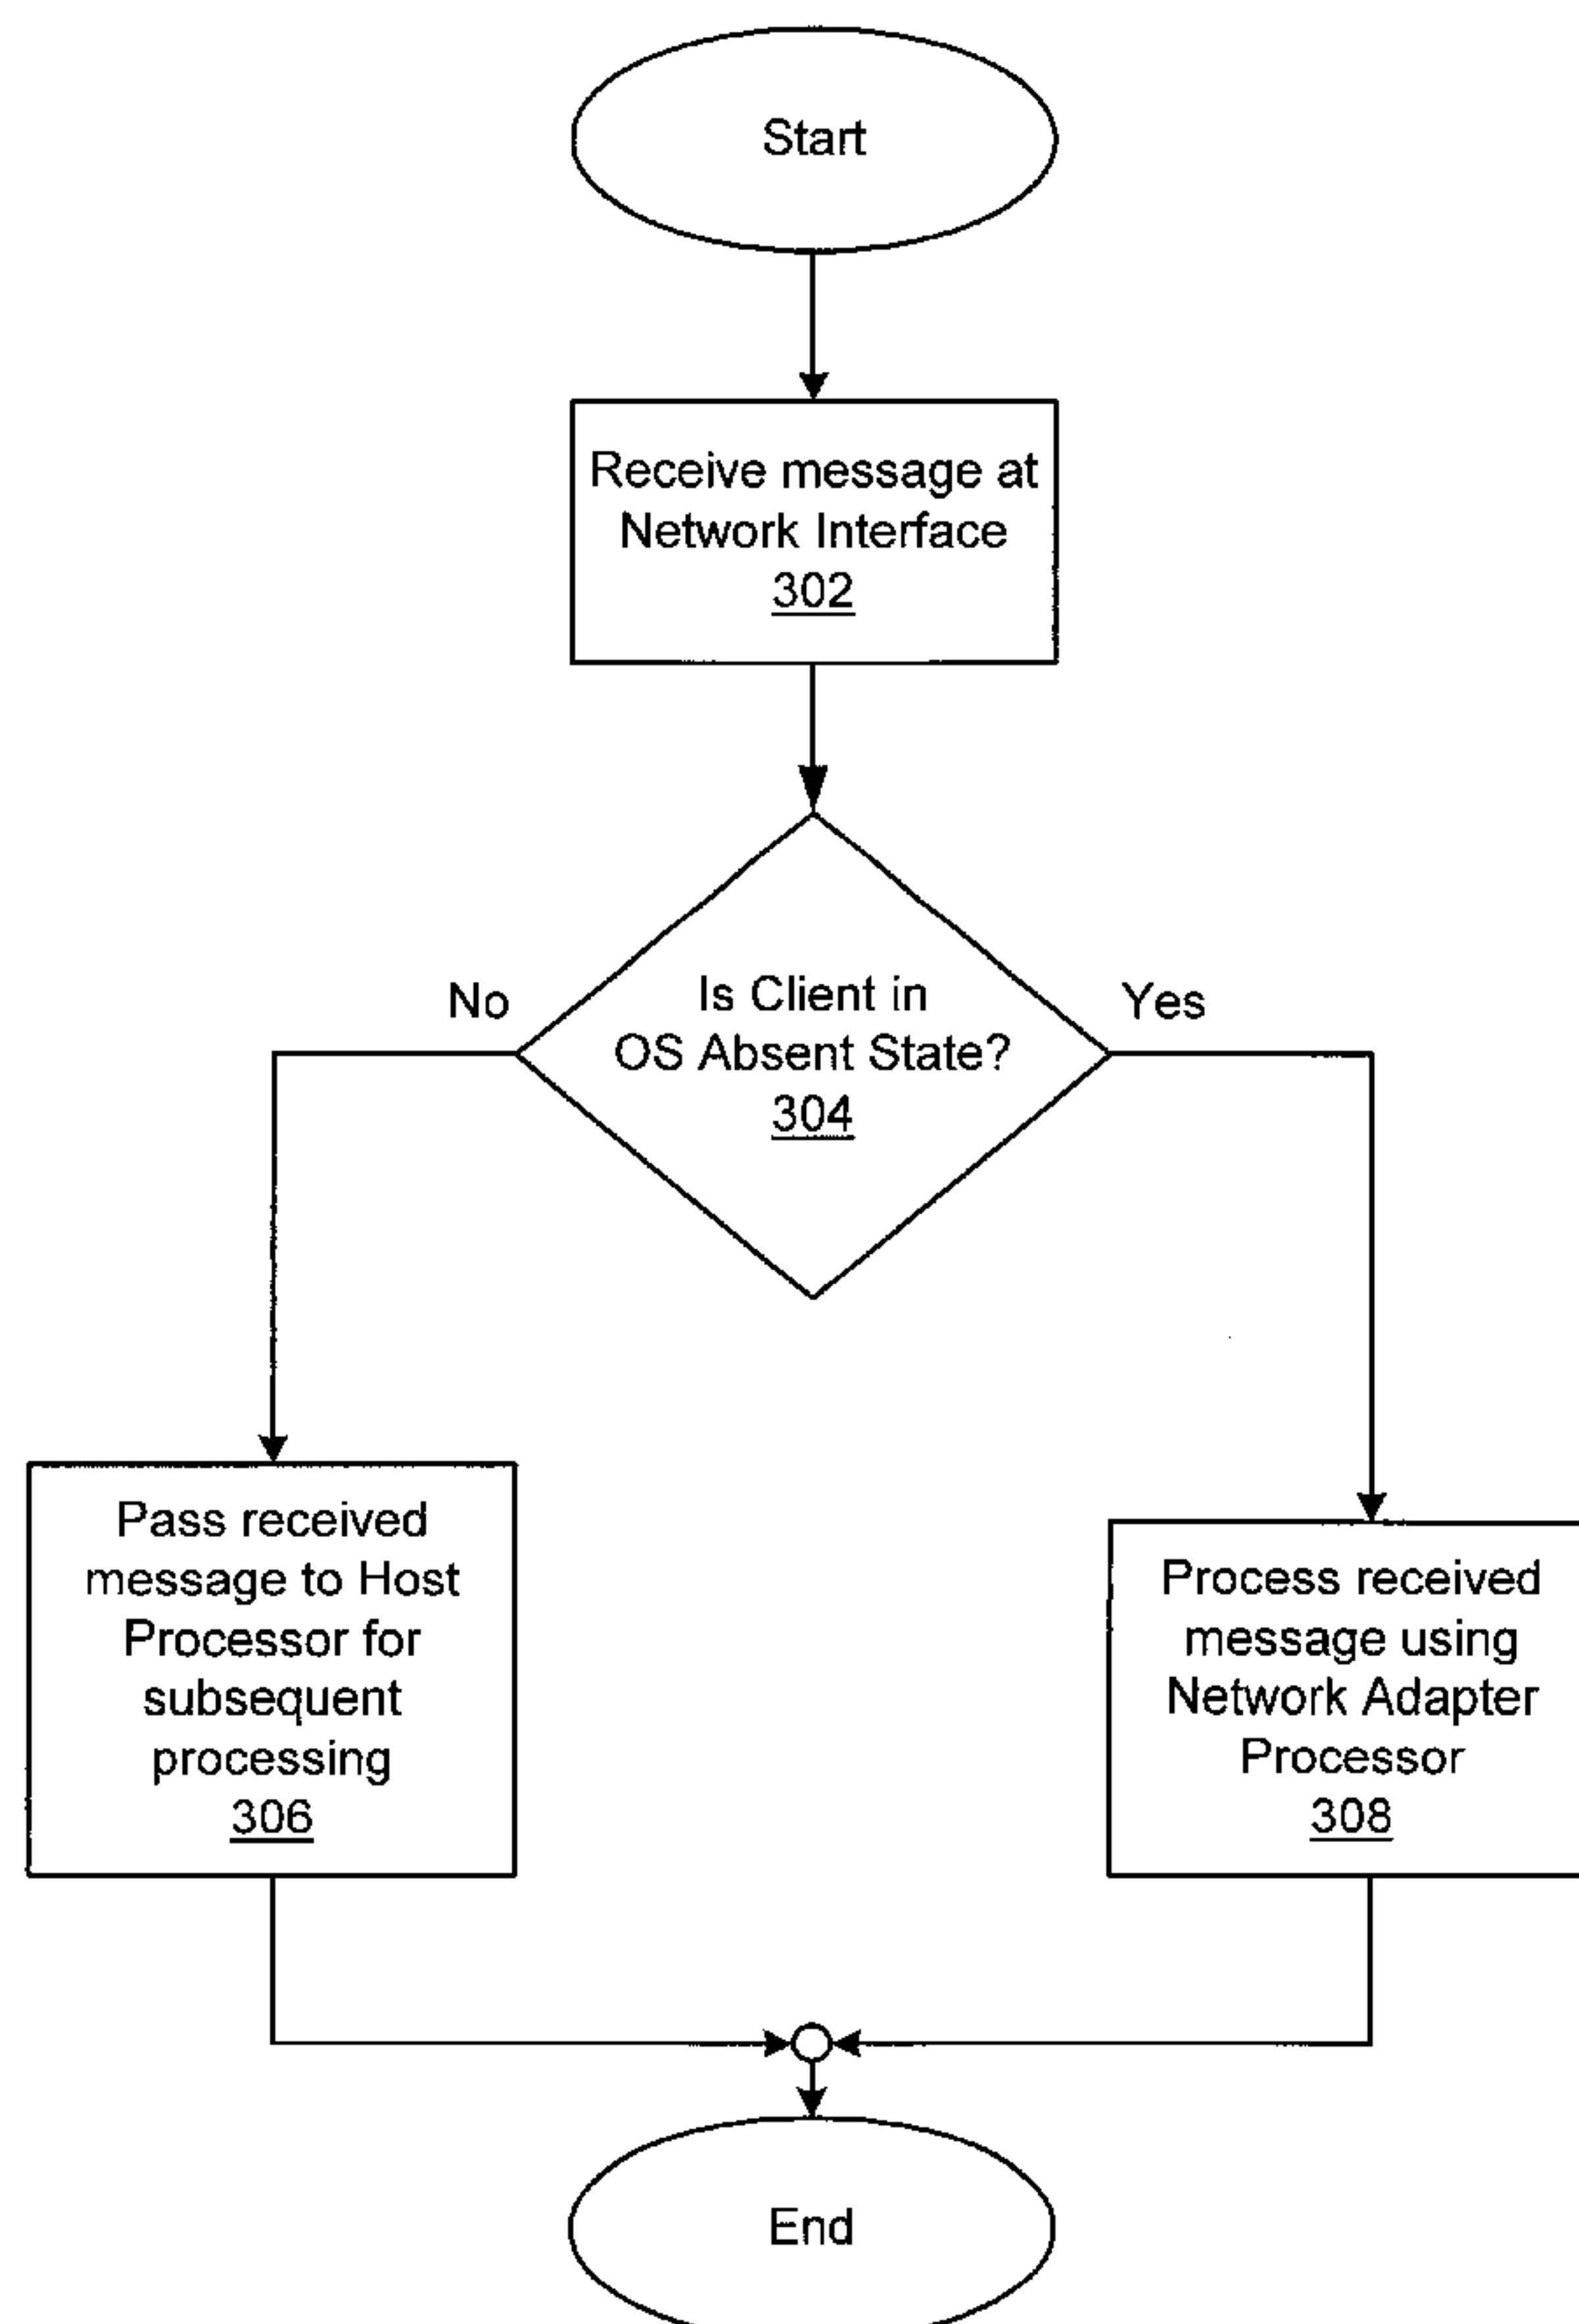 Start
Receive message at
Network Interface
302
Is Client in
OS Absent State?
304
No
Yes
Pass received
message to Host
Processor for
subsequent
processing
306
Process received
message using
Network Adapter
Processor
308
End